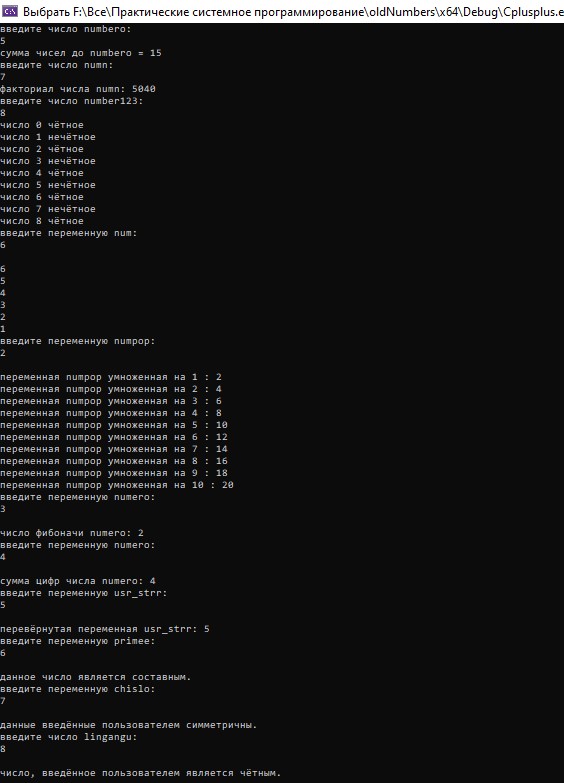 Выбрать F:\Все\Практические системное программирование\oldNumbers\x64\Debug\Cplusplus.e
введите число numbero:
5
сумма чисел до numbero = 15
введите число numn:
7
факториал числа numn: 5040
введите число number123:
8
число 0 чётное
число 1 нечётное
число 2 чётное
число 3 нечётное
число 4 чётное
число 5 нечётное
число 6 чётное
число 7 нечётное
число 8 чётное
введите переменную num:
6
6
5
4
3
2
1
введите переменную numpop:
2
переменная numpop умноженная на 1 : 2
переменная numpop умноженная на 2 : 4
переменная numpop умноженная на 3 : 6
переменная numpop умноженная на 4 : 8
переменная numpop умноженная на 5 : 10
переменная numpop умноженная на 6 : 12
переменная numpop умноженная на 7 : 14
переменная numpop умноженная на 8 : 16
переменная numpop умноженная на 9 : 18
переменная numpop умноженная на 10 : 20
введите переменную numero:
3
число фибоначи numero: 2
введите переменную numero:
4
сумма цифр числа numero: 4
введите переменную usr_strr:
5
перевёрнутая переменная usr_strr: 5
введите переменную primee:
6
данное число является составным.
введите переменную chislo:
7
данные введённые пользователем симметричны.
введите число lingangu:
8
число, введённое пользователем является чётным.